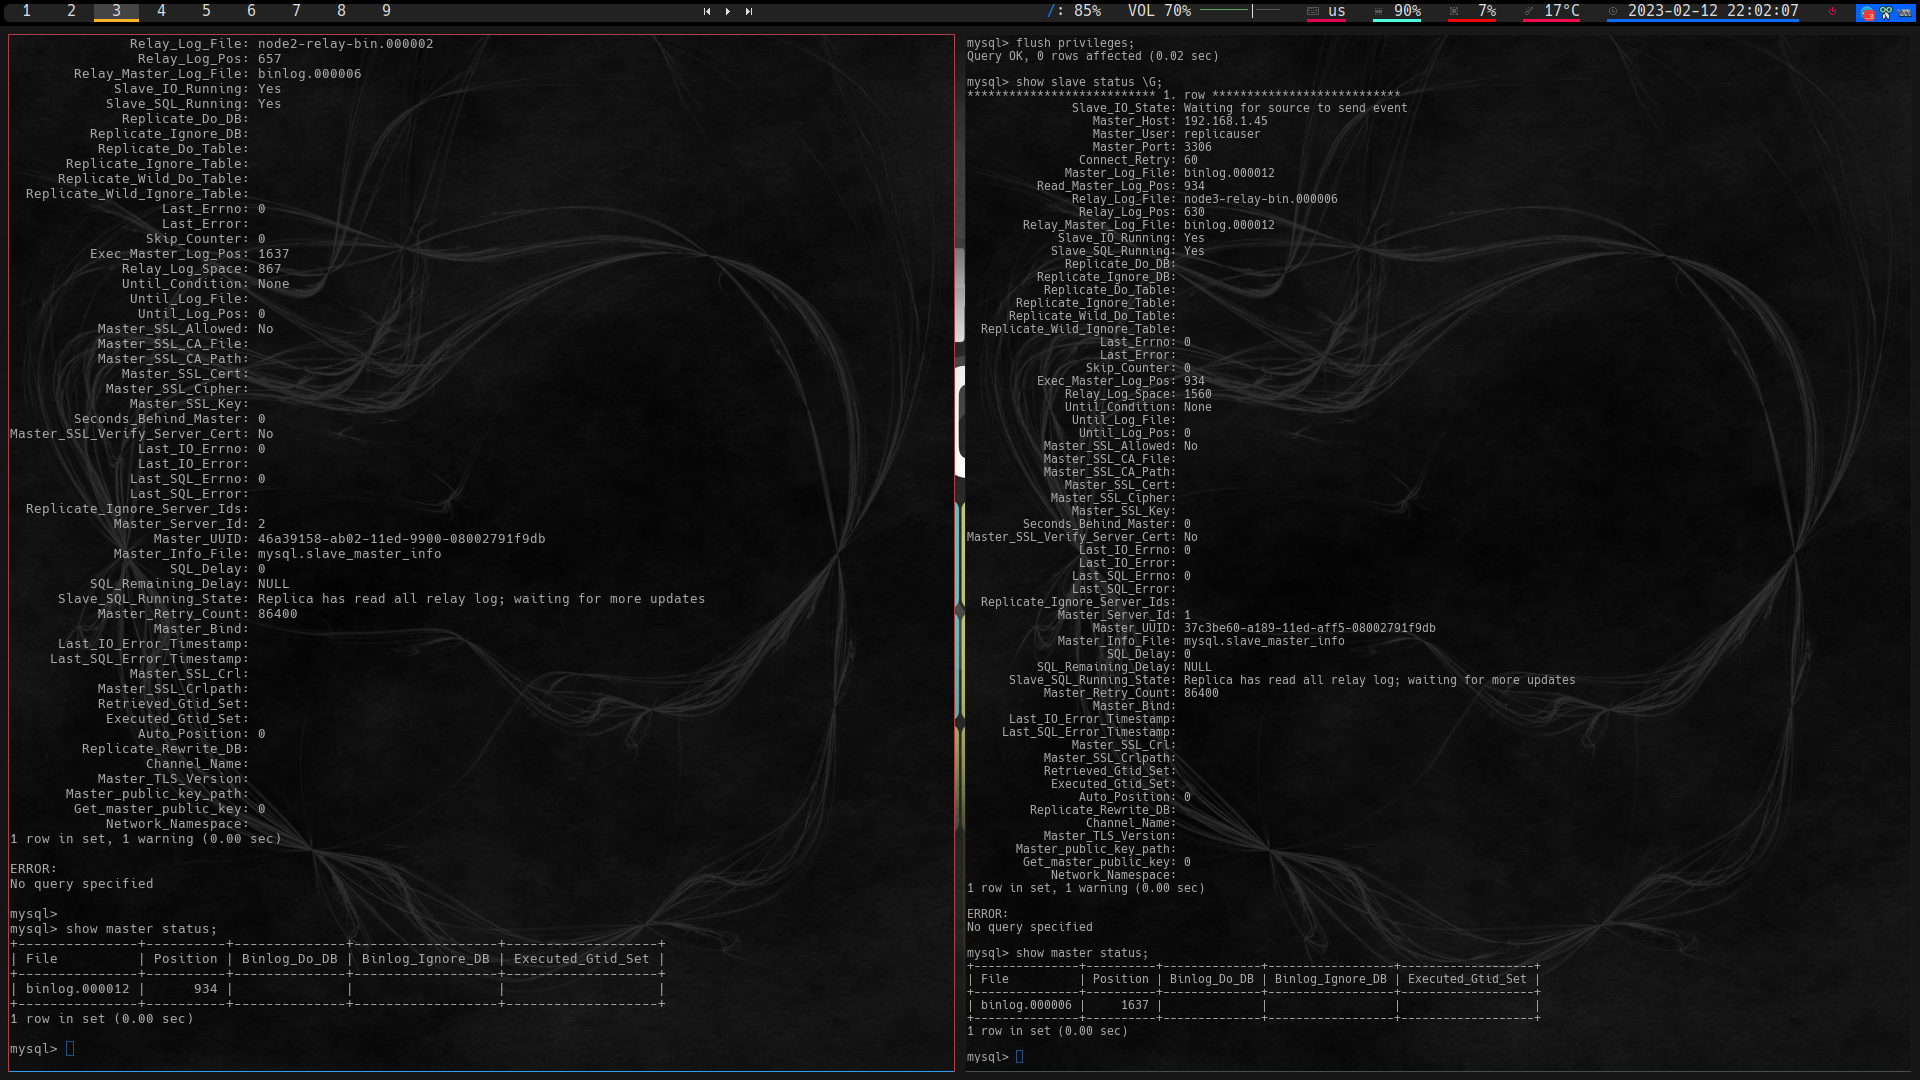 1 2 3 4 5 6 7 8 9 /: 85% VOL 70% us 90% 7% 17°C 2023-02-12 22:02:07
Relay_Log_File: node2-relay-bin.000002
Relay_Log_Pos: 657
Relay_Master_Log_File: binlog.000006
Slave_IO_Running: Yes
Slave_SQL_Running: Yes
Replicate_Do_DB:
Replicate_Ignore_DB:
Replicate_Do_Table:
Replicate_Ignore_Table:
Replicate_Wild_Do_Table:
Replicate_Wild_Ignore_Table:
Last_Errno: 0
Last_Error:
Skip_Counter: 0
Exec_Master_Log_Pos: 1637
Relay_Log_Space: 867
Until_Condition: None
Until_Log_File:
Until_Log_Pos: 0
Master_SSL_Allowed: No
Master_SSL_CA_File:
Master_SSL_CA_Path:
Master_SSL_Cert:
Master_SSL_Cipher:
Master_SSL_Key:
Seconds_Behind_Master: 0
Master_SSL_Verify_Server_Cert: No
Last_IO_Errno: 0
Last_IO_Error:
Last_SQL_Errno: 0
Last_SQL_Error:
Replicate_Ignore_Server_Ids:
Master_Server_Id: 2
Master_UUID: 46a39158-ab02-11ed-9900-08002791f9db
Master_Info_File: mysql.slave_master_info
SQL_Delay: 0
SQL_Remaining_Delay: NULL
Slave_SQL_Running_State: Replica has read all relay log; waiting for more updates
Master_Retry_Count: 86400
Master_Bind:
Last_IO_Error_Timestamp:
Last_SQL_Error_Timestamp:
Master_SSL_Crl:
Master_SSL_Crlpath:
Retrieved_Gtid_Set:
Executed_Gtid_Set:
Auto_Position: 0
Replicate_Rewrite_DB:
Channel_Name:
Master_TLS_Version:
Master_public_key_path:
Get_master_public_key: 0
Network_Namespace:
1 row in set, 1 warning (0.00 sec)
ERROR:
No query specified
mysql>
mysql> show master status;
+---------------+----------+--------------+------------------+-------------------+
| File          | Position | Binlog_Do_DB | Binlog_Ignore_DB | Executed_Gtid_Set |
+---------------+----------+--------------+------------------+-------------------+
| binlog.000012 |      934 |              |                  |                   |
+---------------+----------+--------------+------------------+-------------------+
1 row in set (0.00 sec)
mysql>
mysql> flush privileges;
Query OK, 0 rows affected (0.02 sec)
mysql> show slave status \G;
*************************** 1. row ***************************
Slave_IO_State: Waiting for source to send event
Master_Host: 192.168.1.45
Master_User: replicauser
Master_Port: 3306
Connect_Retry: 60
Master_Log_File: binlog.000012
Read_Master_Log_Pos: 934
Relay_Log_File: node3-relay-bin.000006
Relay_Log_Pos: 630
Relay_Master_Log_File: binlog.000012
Slave_IO_Running: Yes
Slave_SQL_Running: Yes
Replicate_Do_DB:
Replicate_Ignore_DB:
Replicate_Do_Table:
Replicate_Ignore_Table:
Replicate_Wild_Do_Table:
Replicate_Wild_Ignore_Table:
Last_Errno: 0
Last_Error:
Skip_Counter: 0
Exec_Master_Log_Pos: 934
Relay_Log_Space: 1560
Until_Condition: None
Until_Log_File:
Until_Log_Pos: 0
Master_SSL_Allowed: No
Master_SSL_CA_File:
Master_SSL_CA_Path:
Master_SSL_Cert:
Master_SSL_Cipher:
Master_SSL_Key:
Seconds_Behind_Master: 0
Master_SSL_Verify_Server_Cert: No
Last_IO_Errno: 0
Last_IO_Error:
Last_SQL_Errno: 0
Last_SQL_Error:
Replicate_Ignore_Server_Ids:
Master_Server_Id: 1
Master_UUID: 37c3be60-a189-11ed-aff5-08002791f9db
Master_Info_File: mysql.slave_master_info
SQL_Delay: 0
SQL_Remaining_Delay: NULL
Slave_SQL_Running_State: Replica has read all relay log; waiting for more updates
Master_Retry_Count: 86400
Master_Bind:
Last_IO_Error_Timestamp:
Last_SQL_Error_Timestamp:
Master_SSL_Crl:
Master_SSL_Crlpath:
Retrieved_Gtid_Set:
Executed_Gtid_Set:
Auto_Position: 0
Replicate_Rewrite_DB:
Channel_Name:
Master_TLS_Version:
Master_public_key_path:
Get_master_public_key: 0
Network_Namespace:
1 row in set, 1 warning (0.00 sec)
ERROR:
No query specified
mysql> show master status;
+---------------+----------+--------------+------------------+-------------------+
| File          | Position | Binlog_Do_DB | Binlog_Ignore_DB | Executed_Gtid_Set |
+---------------+----------+--------------+------------------+-------------------+
| binlog.000006 |     1637 |              |                  |                   |
+---------------+----------+--------------+------------------+-------------------+
1 row in set (0.00 sec)
mysql>